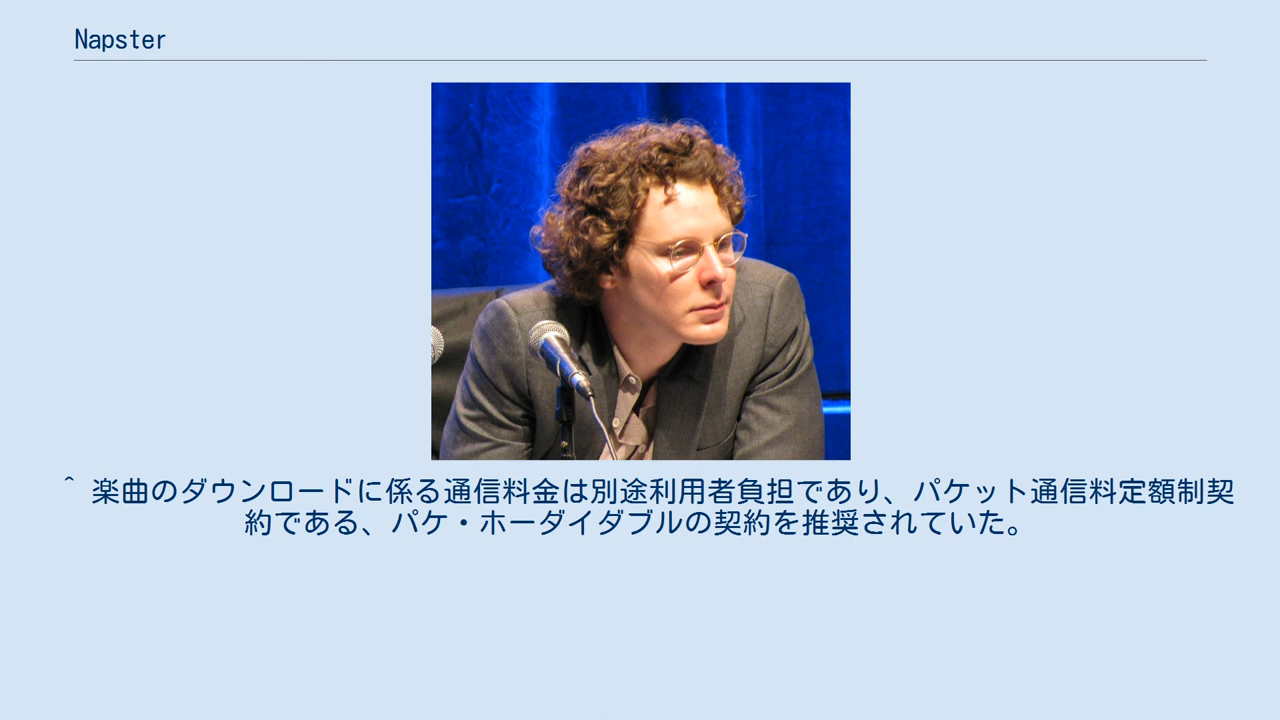 Napster
^ 楽曲のダウンロードに係る通信料金は別途利用者負担であり、パケット通信料定額制契
約である、パケ・ホーダイダブルの契約を推奨されていた。